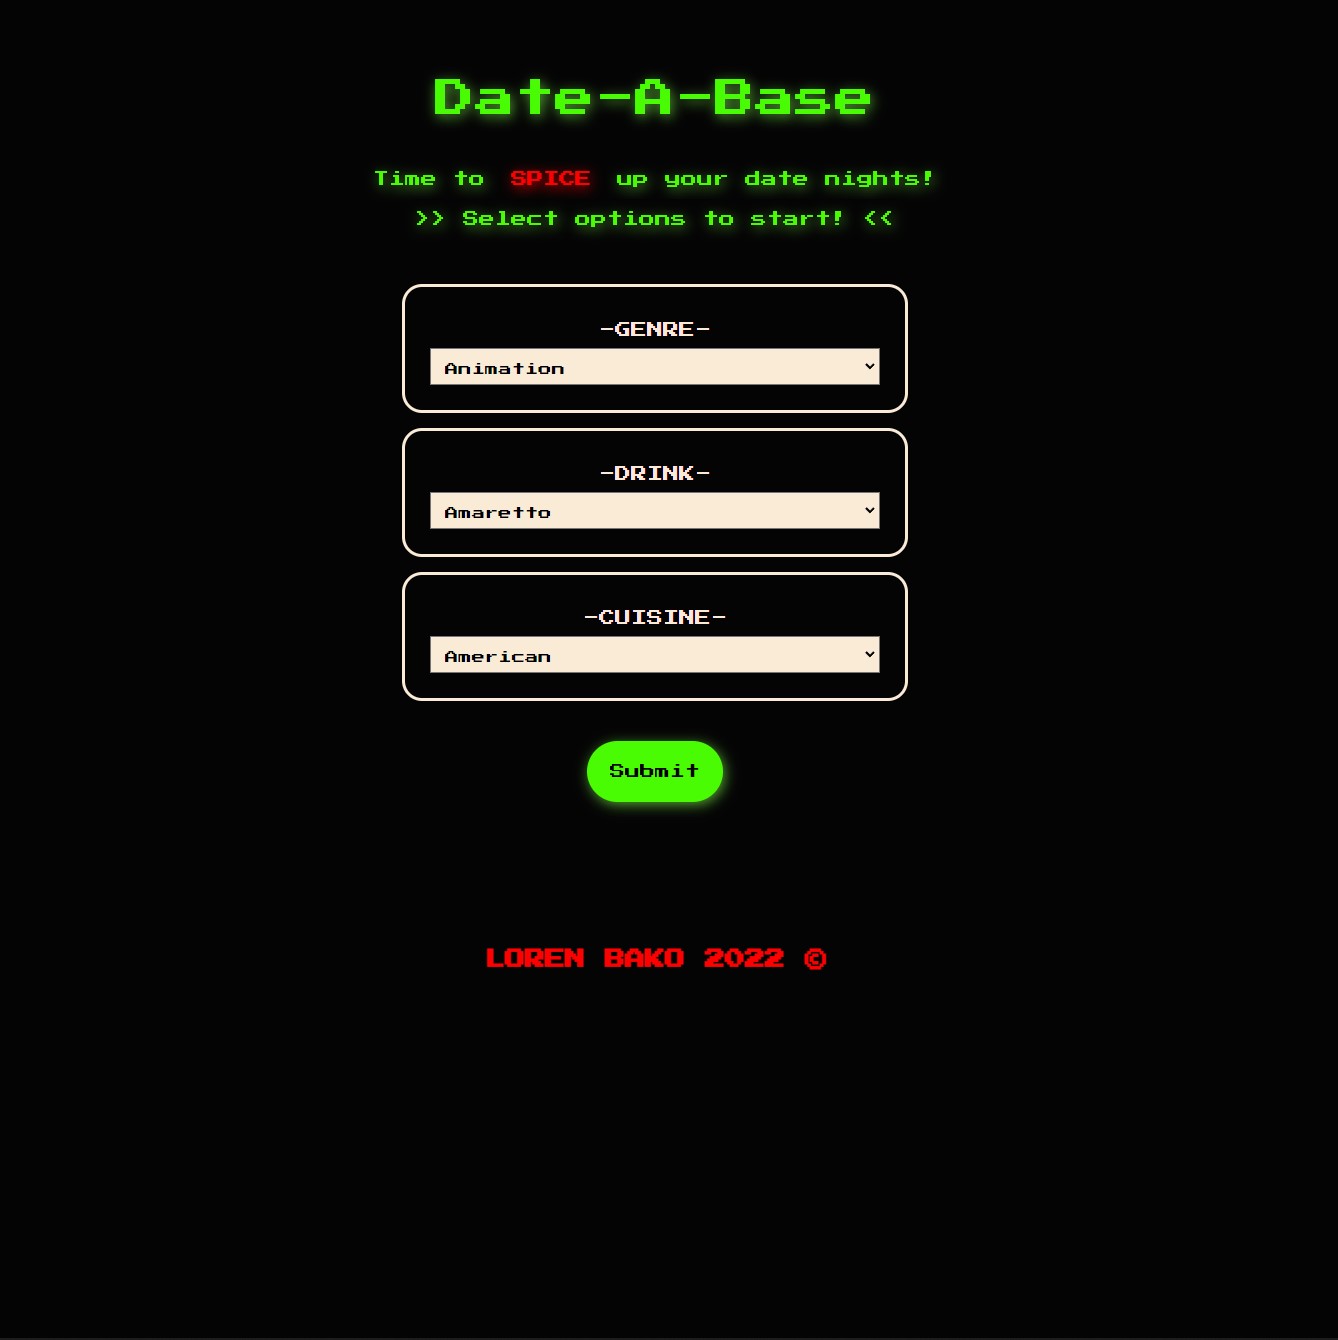 Date-A-Base
Time to SPICE up your date nights!
>> Select options to start! <<
-GENRE-
Animation
-DRINK-
Amaretto
-CUISINE-
American
Submit
LOREN BAKO 2022 ©